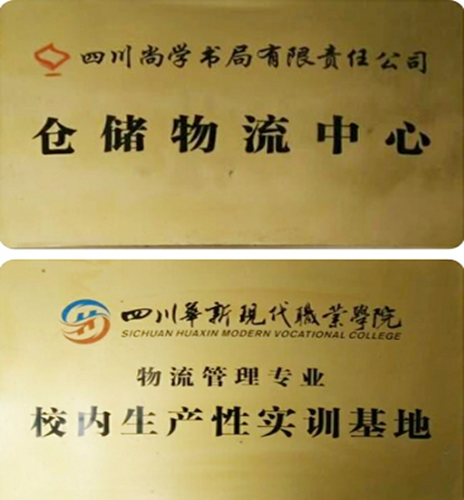 四川尚学书局有限责任公司
仓储物流中心
四川華新現代職業學院
SICHUAN HUAXIN MODERN VOCATIONAL COLLEGE
物流管理专业
校内生产性实训基地